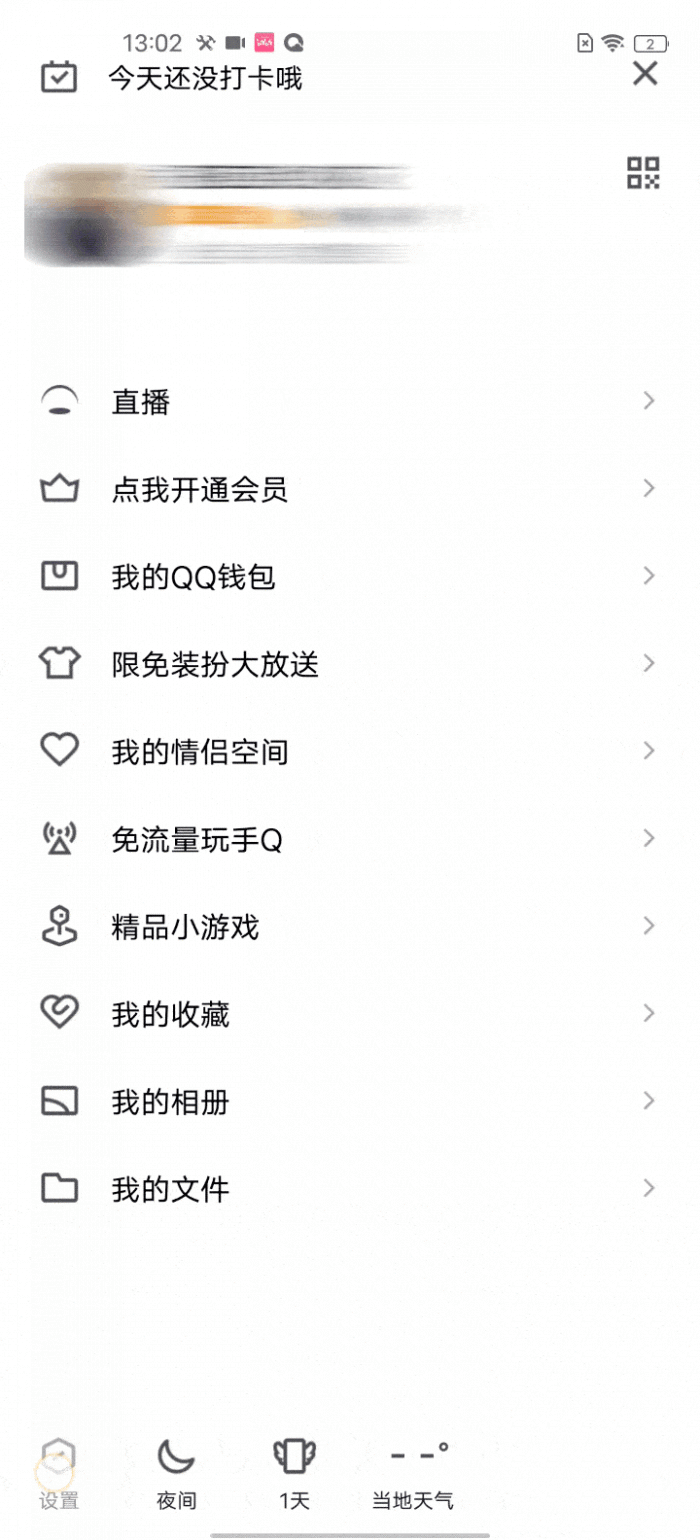 13:02
2
今天还没打卡哦
直播
点我开通会员
我的QQ钱包
限免装扮大放送
我的情侣空间
免流量玩手Q
精品小游戏
我的收藏
我的相册
我的文件
- -°
设置
夜间
1天
当地天气